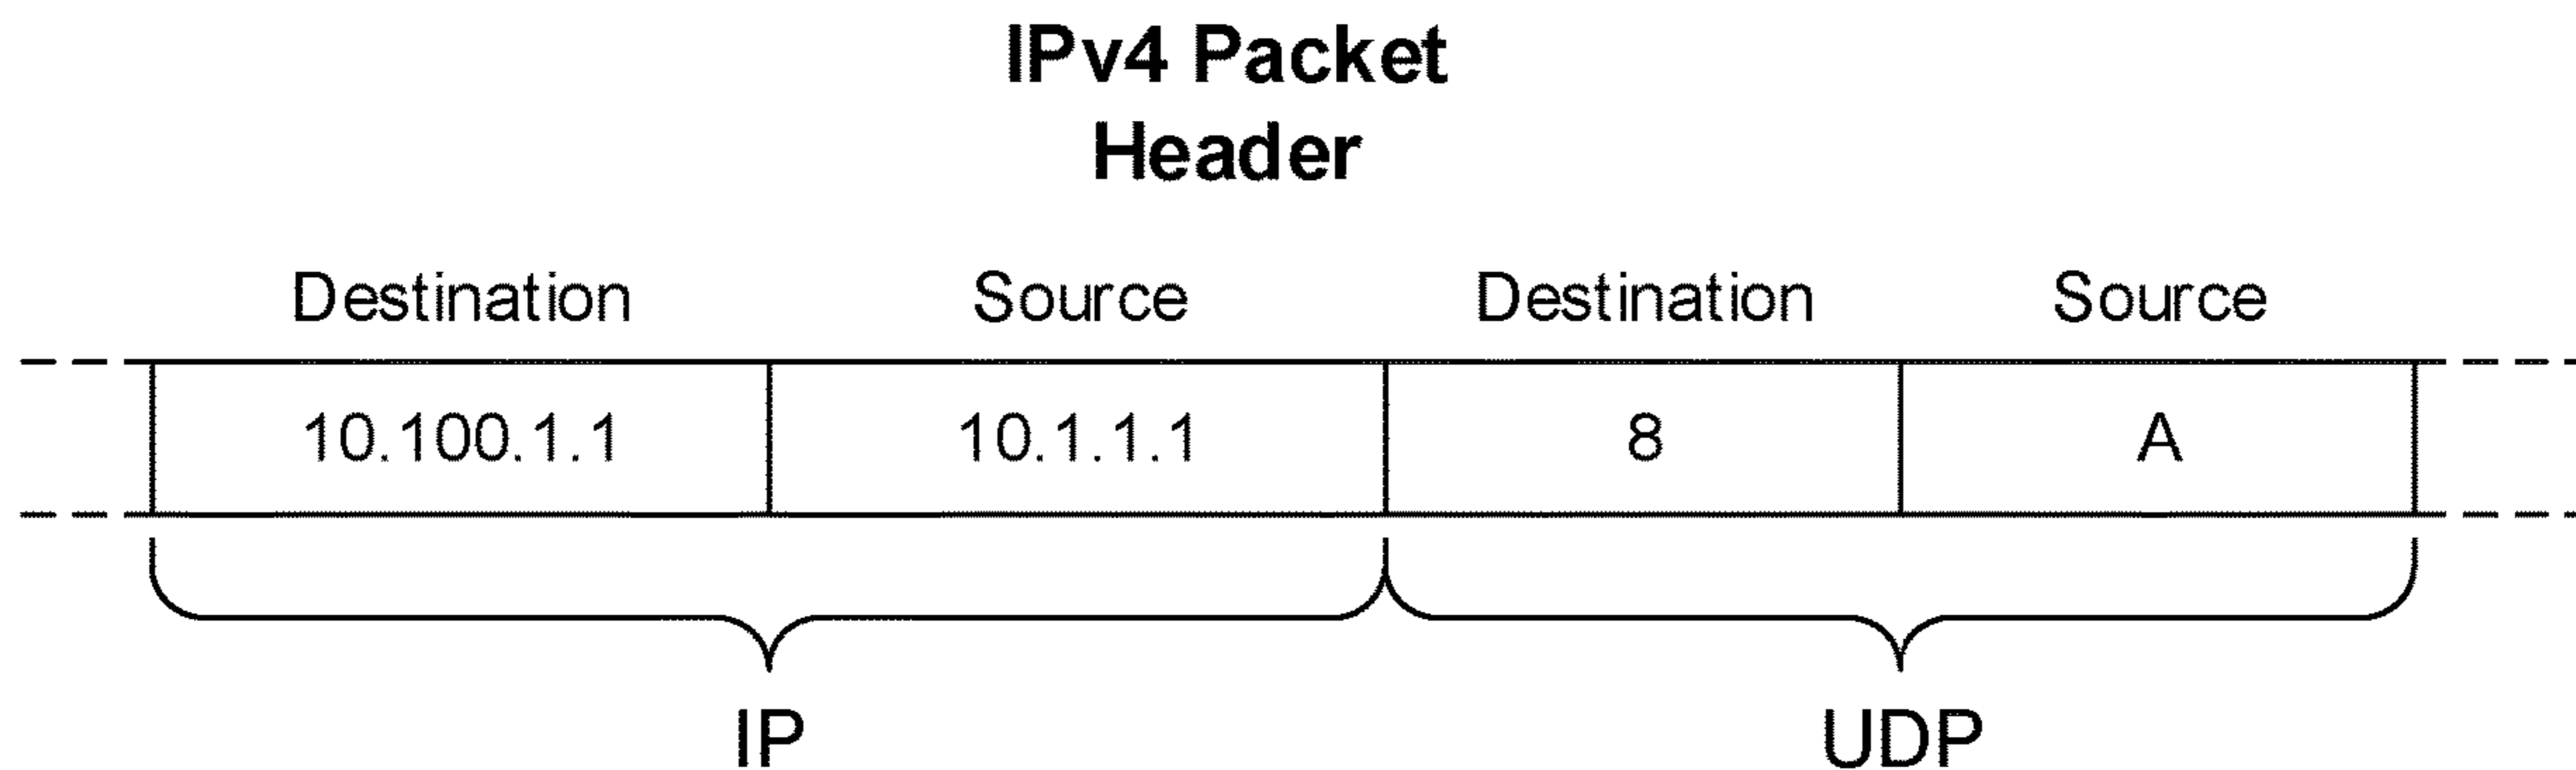 IPv4 Packet
Header
Destination Source Destination Source
10.100.1.1 10.1.1.1 8 A
IP UDP